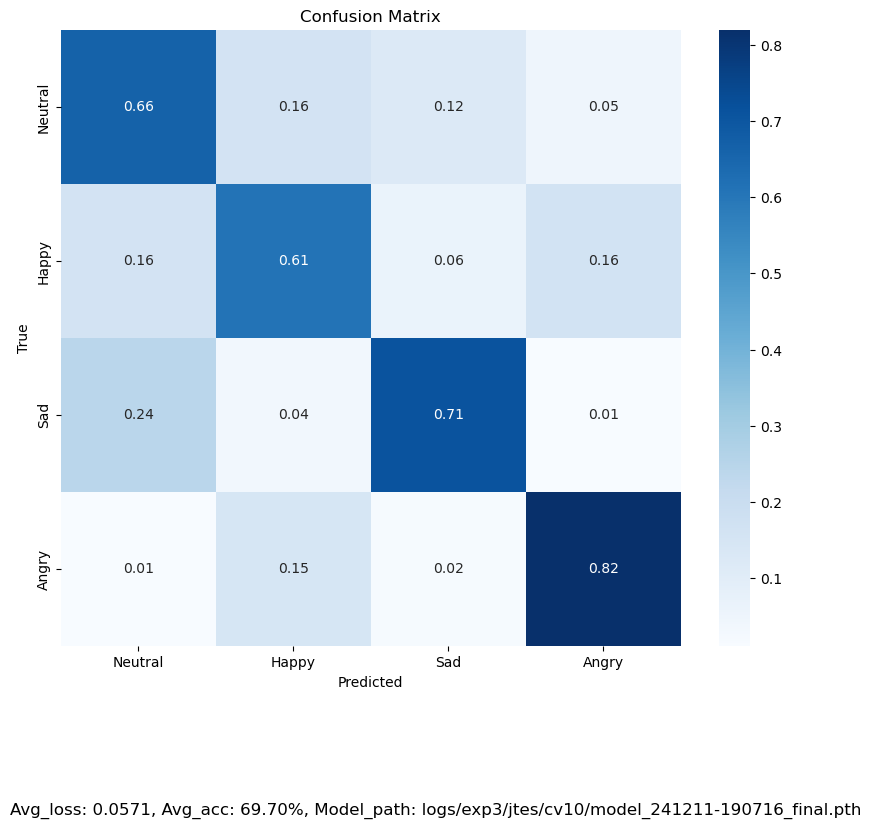 Confusion Matrix
Neutral 0.66 0.16 0.12 0.05
Happy 0.16 0.61 0.06 0.16
Sad 0.24 0.04 0.71 0.01
Angry 0.01 0.15 0.02 0.82
Neutral Happy Sad Angry
Predicted
True
0.8
0.7
0.6
0.5
0.4
0.3
0.2
0.1
Avg_loss: 0.0571, Avg_acc: 69.70%, Model_path: logs/exp3/jtes/cv10/model_241211-190716_final.pth